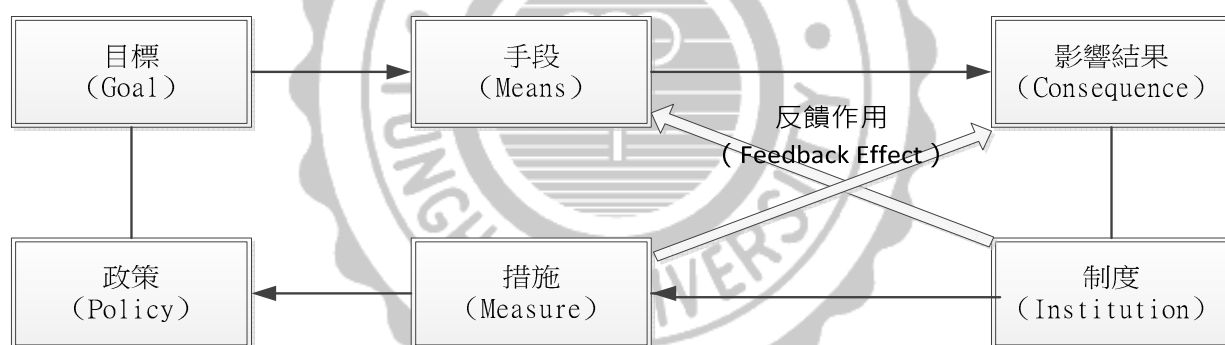 目標
(Goal)
手段
(Means)
影響結果
(Consequence)
反饋作用
( Feedback Effect )
政策
(Policy)
措施
(Measure)
制度
(Institution)